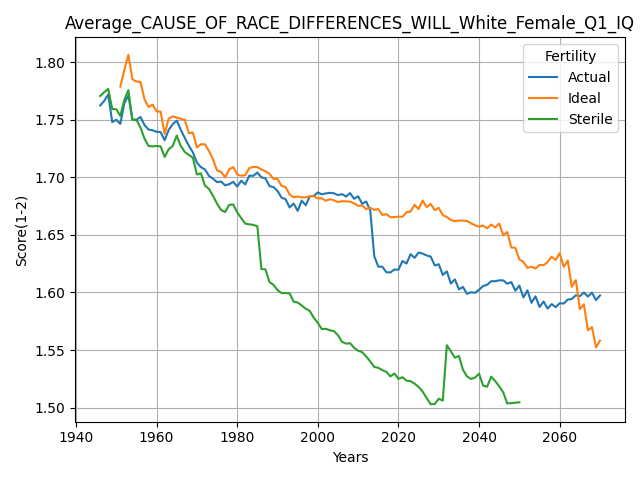 Average_CAUSE_OF_RACE_DIFFERENCES_WILL_White_Female_Q1_IQ
Fertility
Actual
Ideal
Sterile
Score(1-2)
1.80
1.75
1.70
1.65
1.60
1.55
1.50
1940 1960 1980 2000 2020 2040 2060
Years